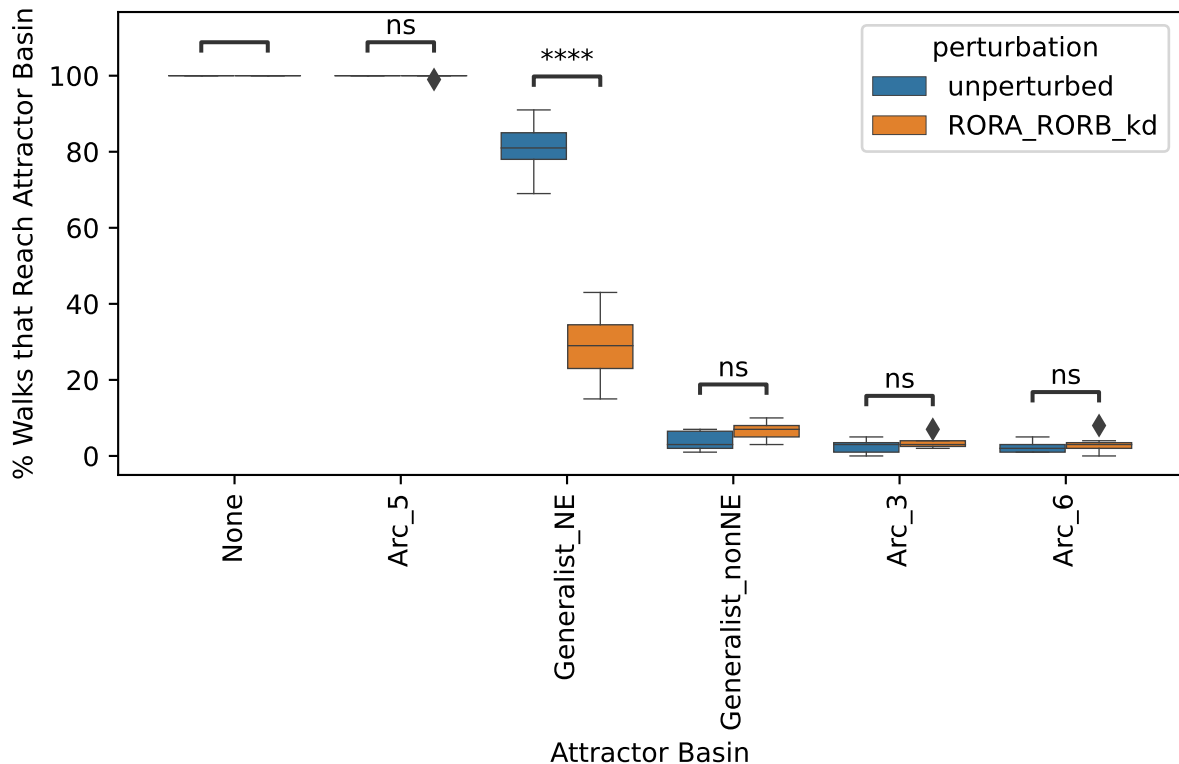 % Walks that Reach Attractor Basin
100
80
60
40
20
0
ns
****
ns
ns
ns
perturbation
unperturbed
RORA_RORB_kd
None
Arc_5
Generalist_NE
Generalist_nonNE
Arc_3
Arc_6
Attractor Basin